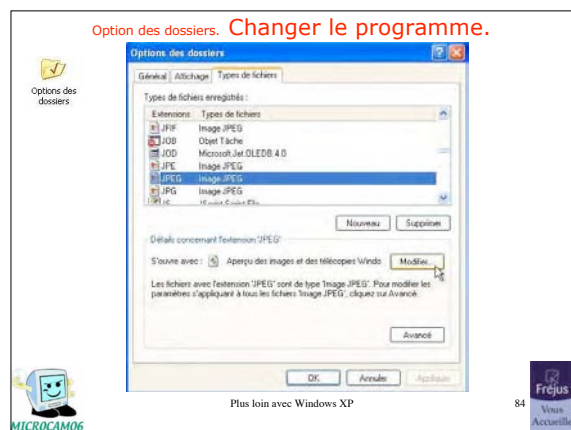 Option des dossiers. Changer le programme.
Options des dossiers
Options des dossiers
Général Affichage Types de fichiers
Types de fichiers enregistrés :
Extensions Types de fichiers
JFIF Image JPEG
JOB Objet Tâche
JOD Microsoft.Jet.OLEDB.4.0
JPE Image JPEG
JPEG Image JPEG
JPG Image JPEG
JS JScript Script File
Nouveau Supprimer
Détails concernant l'extension 'JPEG'
S'ouvre avec : Aperçu des images et des télécopies Windo Modifier...
Les fichiers avec l'extension 'JPEG' sont de type 'Image JPEG'. Pour modifier les
paramètres s'appliquant à tous les fichiers 'Image JPEG', cliquez sur Avancé.
Avancé
OK Annuler Appliquer
MICROCAM06
Plus loin avec Windows XP
84
Fréjus
Vous
Accueille